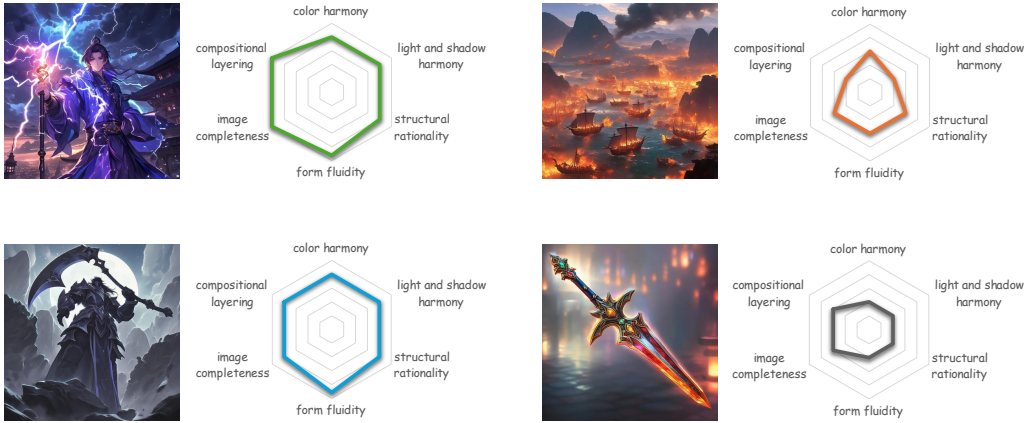 color harmony
compositional
layering
light and shadow
harmony
image
completeness
structural
rationality
form fluidity
color harmony
compositional
layering
light and shadow
harmony
image
completeness
structural
rationality
form fluidity
color harmony
compositional
layering
light and shadow
harmony
image
completeness
structural
rationality
form fluidity
color harmony
compositional
layering
light and shadow
harmony
image
completeness
structural
rationality
form fluidity